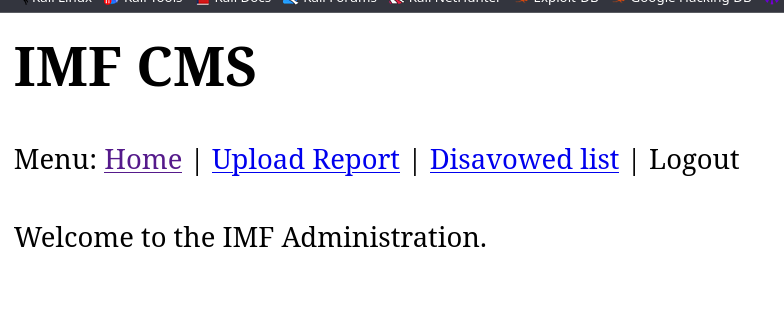 Kali Linux Kali Tools Kali Docs Kali Forums Kali NetHunter Exploit-DB Google Hacking DB
IMF CMS
Menu: Home | Upload Report | Disavowed list | Logout
Welcome to the IMF Administration.